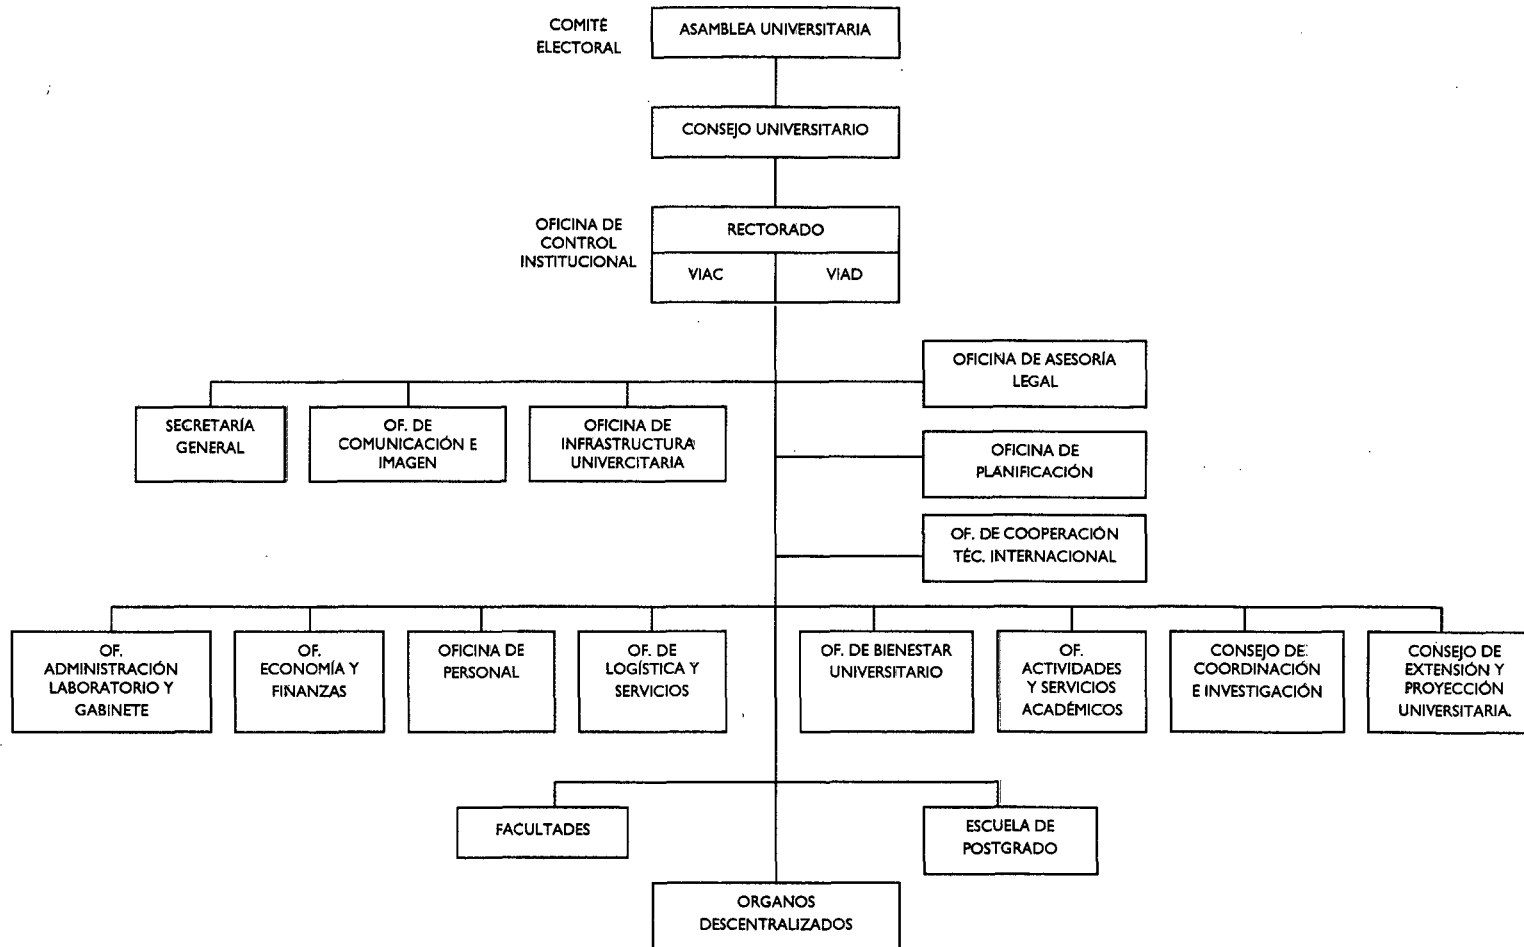 COMITÉ
ELECTORAL
ASAMBLEA UNIVERSITARIA
CONSEJO UNIVERSITARIO
OFICINA DE
CONTROL
INSTITUCIONAL
RECTORADO
VIAC
VIAD
OFICINA DE ASESORÍA
LEGAL
SECRETARÍA
GENERAL
OF. DE
COMUNICACIÓN E
IMAGEN
OFICINA DE
INFRASTRUCTURA
UNIVERCITARIA
OFICINA DE
PLANIFICACIÓN
OF. DE COOPERACIÓN
TÉC. INTERNACIONAL
OF.
ADMINISTRACIÓN
LABORATORIO Y
GABINETE
OF.
ECONOMÍA Y
FINANZAS
OFICINA DE
PERSONAL
OF. DE
LOGÍSTICA Y
SERVICIOS
OF. DE BIENESTAR
UNIVERSITARIO
OF.
ACTIVIDADES
Y SERVICIOS
ACADÉMICOS
CONSEJO DE
COORDINACIÓN
E INVESTIGACIÓN
CONSEJO DE
EXTENSIÓN Y
PROYECCIÓN
UNIVERSITARIA.
FACULTADES
ESCUELA DE
POSTGRADO
ORGANOS
DESCENTRALIZADOS